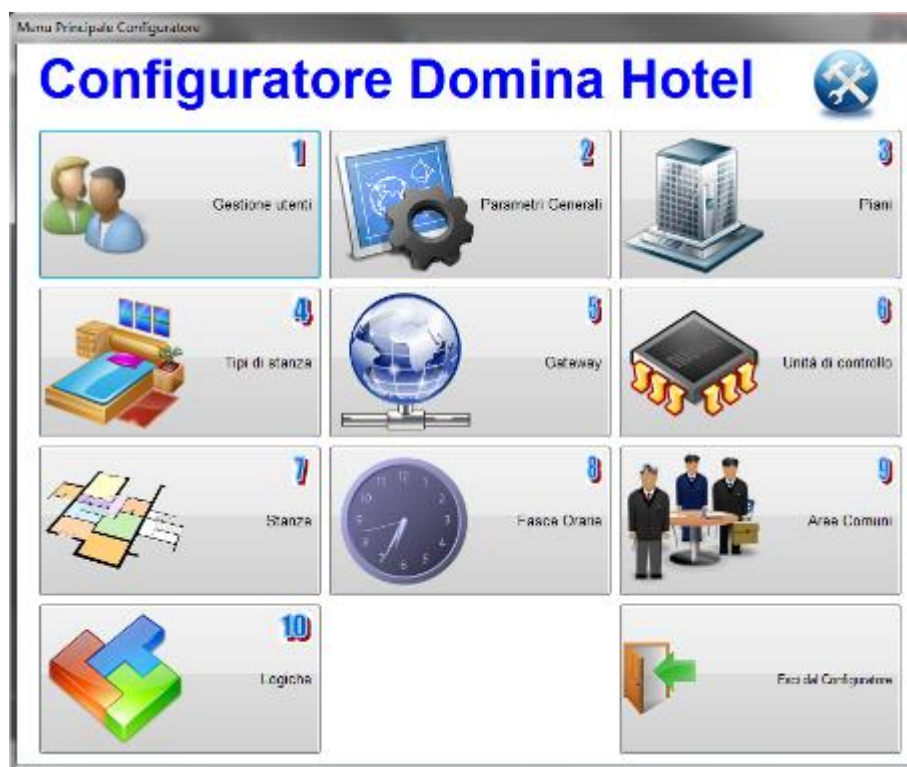 Menu Principale Configuratore
Configuratore Domina Hotel
1
Gestione utenti
2
Parametri Generali
3
Piani
4
Tipi di stanza
5
Gateway
6
Unità di controllo
7
Stanze
8
Fasce Orarie
9
Aree Comuni
10
Logiche
Esci dal Configuratore